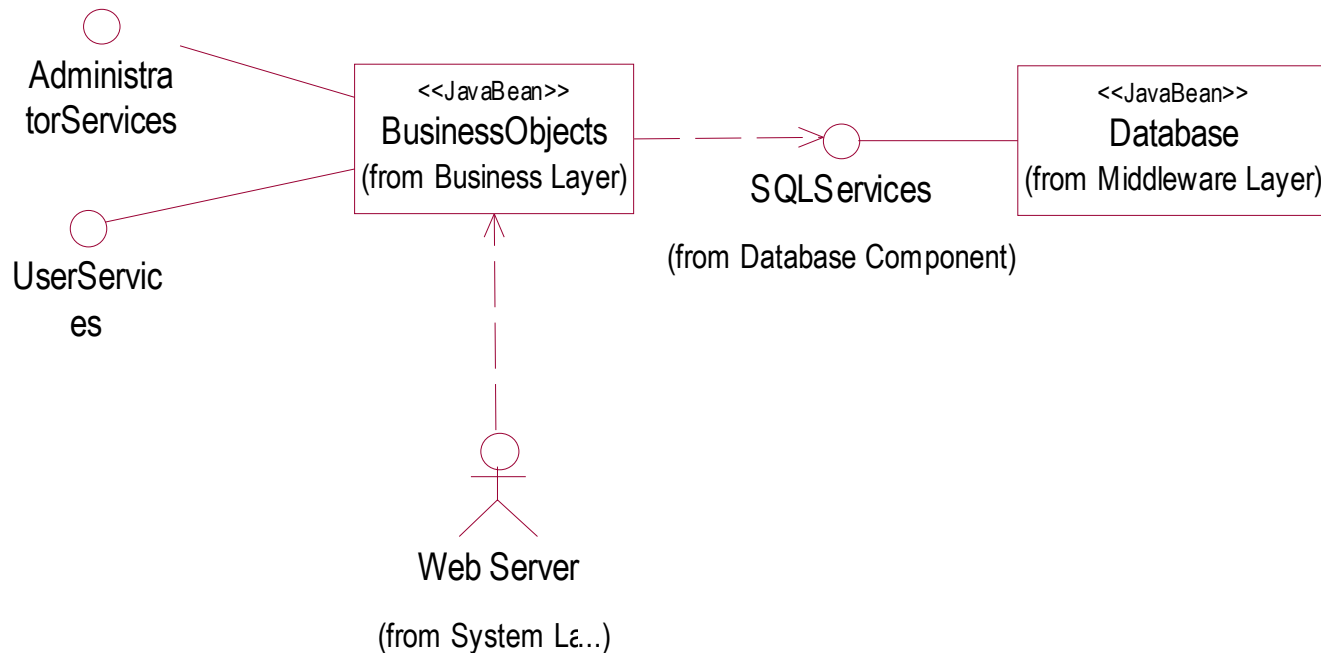 Administra
torServices
UserServic
es
<<JavaBean>>
BusinessObjects
(from Business Layer)
SQLServices
(from Database Component)
<<JavaBean>>
Database
(from Middleware Layer)
Web Server
(from System La...)